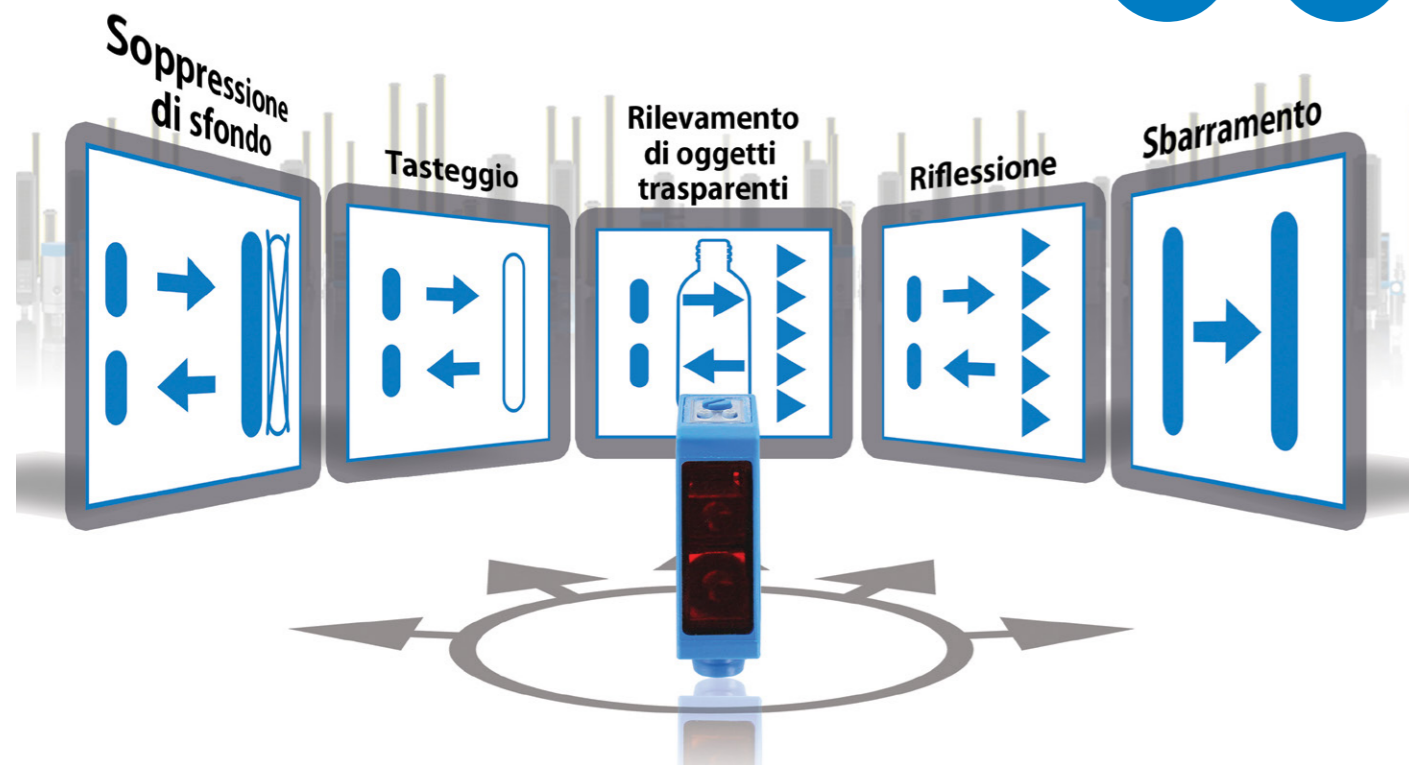 Soppressione
di sfondo
Tasteggio
Rilevamento
di oggetti
trasparenti
Riflessione
Sbarramento